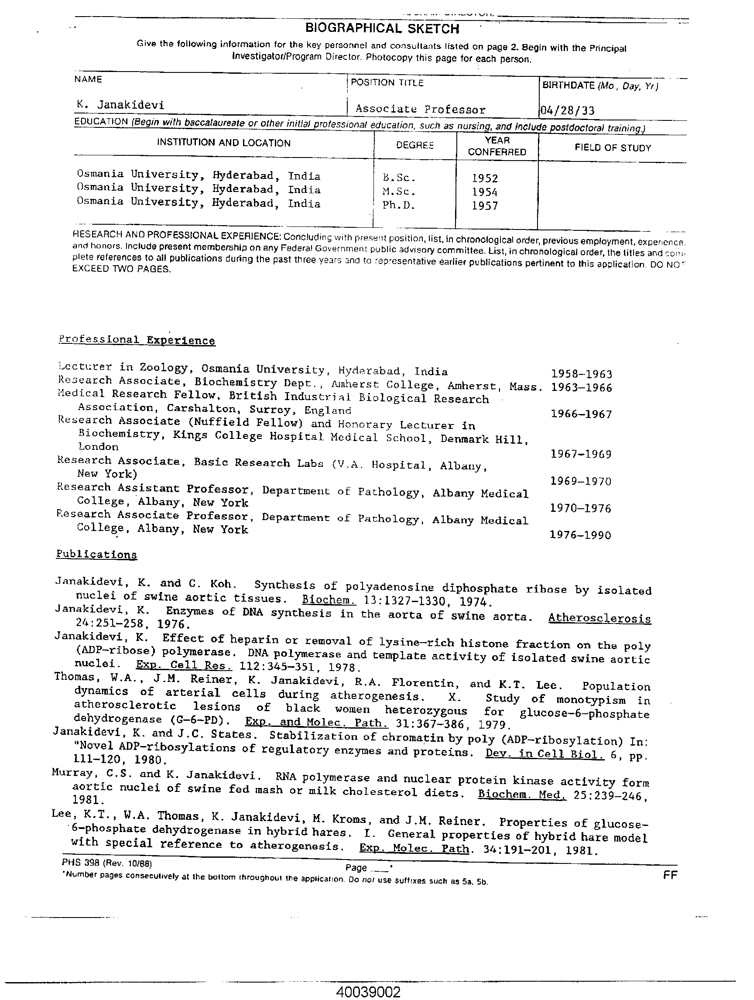 BIOGRAPHICAL SKETCH
Give the following information for the key personnel and consultants listed on page 2. Begin with the Principal
Investigator/Program Director. Photocopy this page for each person.
NAME
POSITION TITLE
BIRTHDATE (Mo., Day, Yr.)
K. Janakidevi
Associate Professor
04/28/33
EDUCATION (Begin with baccalaureate or other initial professional education, such as nursing, and include postdoctoral training.)
INSTITUTION AND LOCATION
DEGREE
YEAR CONFERRED
FIELD OF STUDY
Osmania University, Hyderabad, India B.Sc. 1952
Osmania University, Hyderabad, India M.Sc. 1954
Osmania University, Hyderabad, India Ph.D. 1957
RESEARCH AND PROFESSIONAL EXPERIENCE: Concluding with present position, list, in chronological order, previous employment, experience,
and honors. Include present membership on any Federal Government public advisory committee. List, in chronological order, the titles and com-
plete references to all publications during the past three years and to representative earlier publications pertinent to this application. DO NOT
EXCEED TWO PAGES.
Professional Experience
Lecturer in Zoology, Osmania University, Hyderabad, India 1958-1963
Research Associate, Biochemistry Dept., Amherst College, Amherst, Mass. 1963-1966
Medical Research Fellow, British Industrial Biological Research
Association, Carshalton, Surrey, England 1966-1967
Research Associate (Nuffield Fellow) and Honorary Lecturer in
Biochemistry, Kings College Hospital Medical School, Denmark Hill,
London 1967-1969
Research Associate, Basic Research Labs (V.A. Hospital, Albany,
New York) 1969-1970
Research Assistant Professor, Department of Pathology, Albany Medical
College, Albany, New York 1970-1976
Research Associate Professor, Department of Pathology, Albany Medical
College, Albany, New York 1976-1990
Publications
Janakidevi, K. and C. Koh. Synthesis of polyadenosine diphosphate ribose by isolated
nuclei of swine aortic tissues. Biochem. 13:1327-1330, 1974.
Janakidevi, K. Enzymes of DNA synthesis in the aorta of swine aorta. Atherosclerosis
24:251-258, 1976.
Janakidevi, K. Effect of heparin or removal of lysine-rich histone fraction on the poly
(ADP-ribose) polymerase. DNA polymerase and template activity of isolated swine aortic
nuclei. Exp. Cell Res. 112:345-351, 1978.
Thomas, W.A., J.M. Reiner, K. Janakidevi, R.A. Florentin, and K.T. Lee. Population
dynamics of arterial cells during atherogenesis. X. Study of monotypism in
atherosclerotic lesions of black women heterozygous for glucose-6-phosphate
dehydrogenase (G-6-PD). Exp. and Molec. Path. 31:367-386, 1979.
Janakidevi, K. and J.C. States. Stabilization of chromatin by poly (ADP-ribosylation) In:
"Novel ADP-ribosylations of regulatory enzymes and proteins. Dev. in Cell Biol. 6, pp.
111-120, 1980.
Murray, C.S. and K. Janakidevi. RNA polymerase and nuclear protein kinase activity form
aortic nuclei of swine fed mash or milk cholesterol diets. Biochem. Med. 25:239-246,
1981.
Lee, K.T., W.A. Thomas, K. Janakidevi, M. Kroms, and J.M. Reiner. Properties of glucose-
6-phosphate dehydrogenase in hybrid hares. I. General properties of hybrid hare model
with special reference to atherogenesis. Exp. Molec. Path. 34:191-201, 1981.
PHS 398 (Rev. 10/88)
Page ___*
FF
*Number pages consecutively at the bottom throughout the application. Do not use suffixes such as 5a, 5b.
40039002